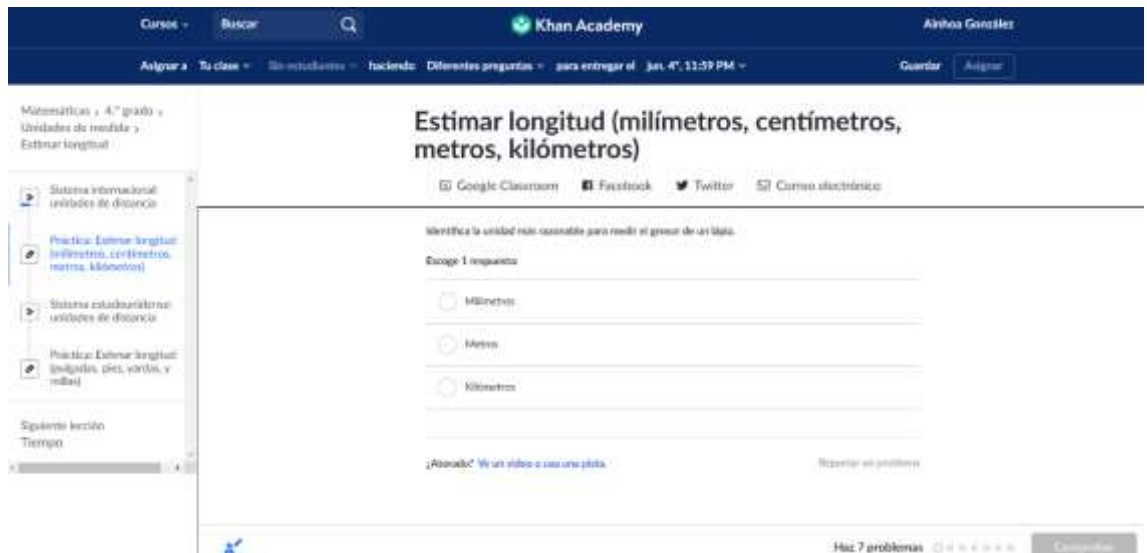 Cursos
Buscar
Khan Academy
Ainhoa González
Asignar a Tu clase Sin estudiantes haciendo: Diferentes preguntas para entregar el jun. 4º, 11:59 PM
Guardar
Asignar
Matemáticas › 4.º grado ›
Unidades de medida ›
Estimar longitud
Estimar longitud (milímetros, centímetros,
metros, kilómetros)
Google Classroom Facebook Twitter Correo electrónico
Sistema internacional:
unidades de distancia
Práctica: Estimar longitud
(milímetros, centímetros,
metros, kilómetros)
Sistema estadounidense:
unidades de distancia
Práctica: Estimar longitud
(pulgadas, pies, yardas, y
millas)
Siguiente lección
Tiempo
Identifica la unidad más razonable para medir el grosor de un lápiz.
Escoge 1 respuesta:
Milímetros
Metros
Kilómetros
¿Atorado? Ve un video o usa una pista.
Reportar un problema
Haz 7 problemas
Comprobar